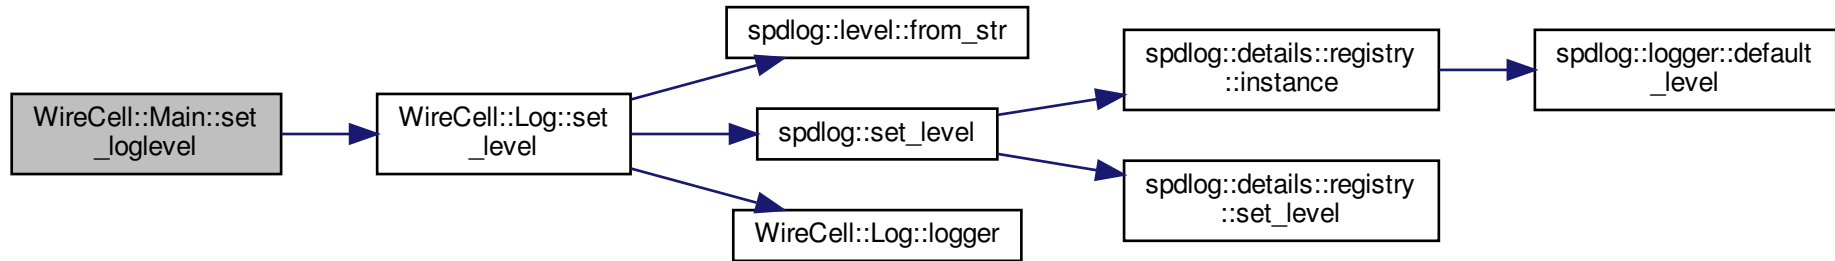 WireCell::Main::set
_loglevel
WireCell::Log::set
_level
spdlog::level::from_str
spdlog::set_level
WireCell::Log::logger
spdlog::details::registry
::instance
spdlog::details::registry
::set_level
spdlog::logger::default
_level